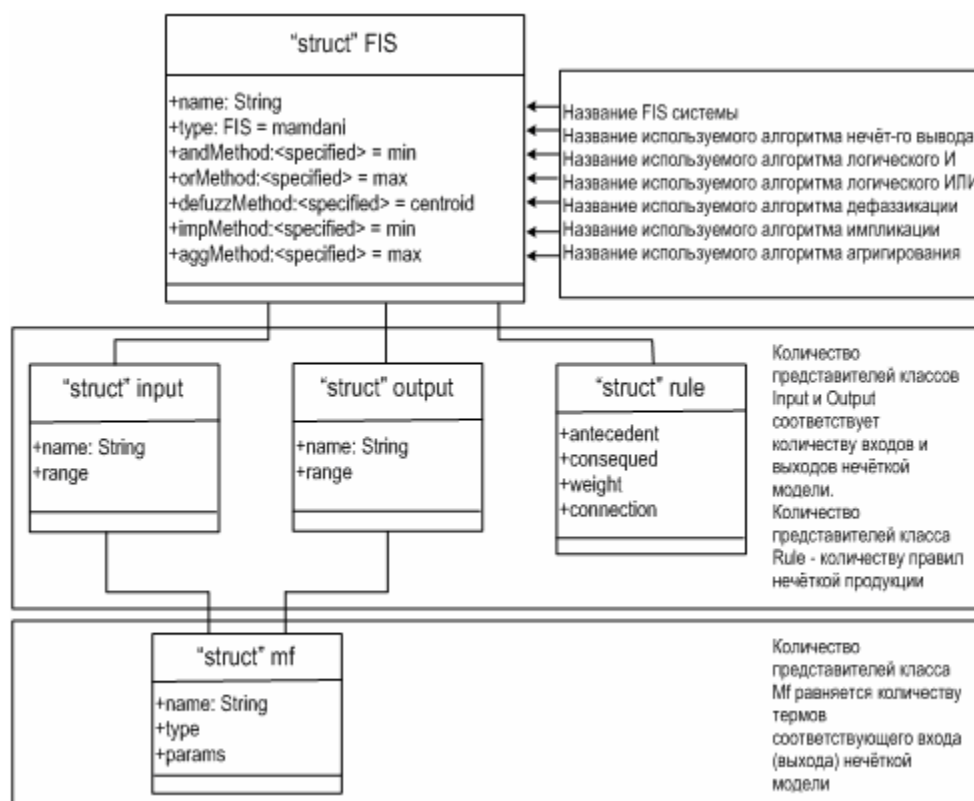 “struct” FIS
+name: String
+type: FIS = mamdani
+andMethod:<specified> = min
+orMethod:<specified> = max
+defuzzMethod:<specified> = centroid
+impMethod:<specified> = min
+aggMethod:<specified> = max
Название FIS системы
Название используемого алгоритма нечёт-го вывода
Название используемого алгоритма логического И
Название используемого алгоритма логического ИЛИ
Название используемого алгоритма дефаззикации
Название используемого алгоритма импликации
Название используемого алгоритма агригирования
“struct” input
+name: String
+range
“struct” output
+name: String
+range
“struct” rule
+antecedent
+consequed
+weight
+connection
Количество
представителей классов
Input и Output
соответствует
количеству входов и
выходов нечёткой
модели.
Количество
представителей класса
Rule - количеству правил
нечёткой продукции
“struct” mf
+name: String
+type
+params
Количество
представителей класса
Mf равняется количеству
термов
соответствующего входа
(выхода) нечёткой
модели